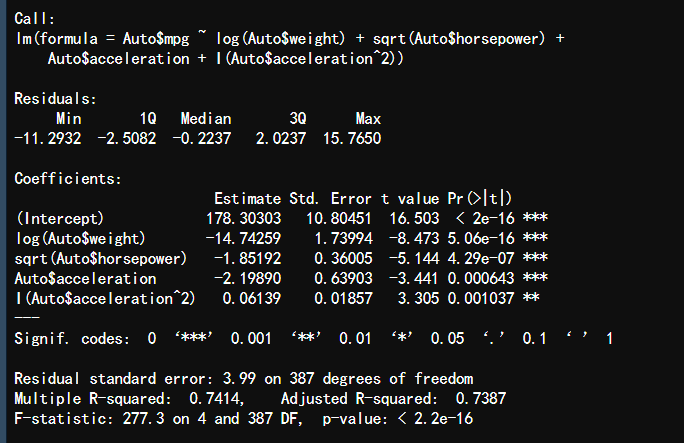 Call:
lm(formula = Auto$mpg ~ log(Auto$weight) + sqrt(Auto$horsepower) +
    Auto$acceleration + I(Auto$acceleration^2))

Residuals:
     Min       1Q   Median       3Q      Max
-11.2932  -2.5082  -0.2237   2.0237  15.7650

Coefficients:
                        Estimate Std. Error t value Pr(>|t|)
(Intercept)            178.30303   10.80451  16.503  < 2e-16 ***
log(Auto$weight)       -14.74259    1.73994  -8.473 5.06e-16 ***
sqrt(Auto$horsepower)   -1.85192    0.36005  -5.144 4.29e-07 ***
Auto$acceleration       -2.19890    0.63903  -3.441 0.000643 ***
I(Auto$acceleration^2)   0.06139    0.01857   3.305 0.001037 **
---
Signif. codes:  0 ‘***’ 0.001 ‘**’ 0.01 ‘*’ 0.05 ‘.’ 0.1 ‘ ’ 1

Residual standard error: 3.99 on 387 degrees of freedom
Multiple R-squared:  0.7414,	Adjusted R-squared:  0.7387
F-statistic: 277.3 on 4 and 387 DF,  p-value: < 2.2e-16